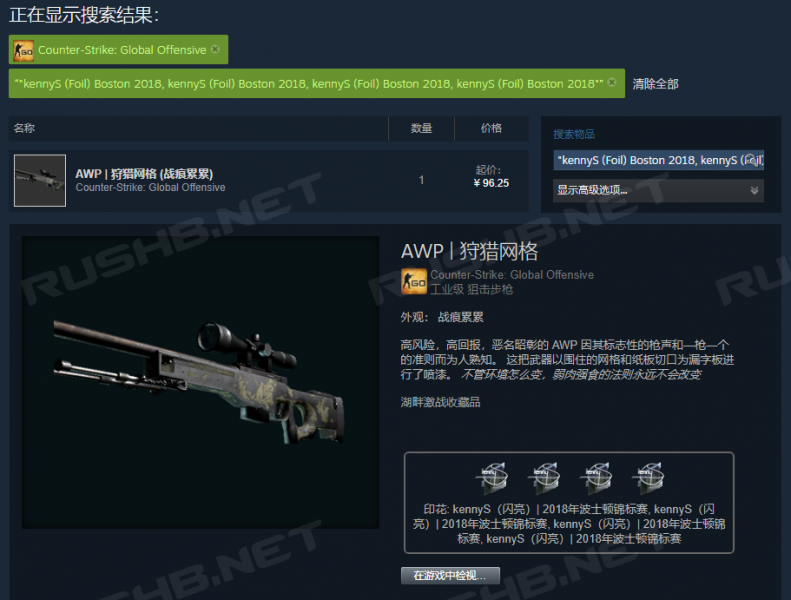 正在显示搜索结果：
Counter-Strike: Global Offensive
"*kennyS (Foil) Boston 2018, kennyS (Foil) Boston 2018, kennyS (Foil) Boston 2018, kennyS (Foil) Boston 2018*" 清除全部
名称 数量 价格
搜索物品
AWP | 狩猎网格 (战痕累累)
Counter-Strike: Global Offensive
1
起价：
¥ 96.25
"kennyS (Foil) Boston 2018, kennyS (Foil)
显示高级选项...
AWP | 狩猎网格
Counter-Strike: Global Offensive
工业级 狙击步枪
外观： 战痕累累
高风险，高回报，恶名昭彰的 AWP 因其标志性的枪声和一枪一个
的准则而为人熟知。 这把武器以围住的网格和纸板切口为漏字板进
行了喷漆。 不管环境怎么变，弱肉强食的法则永远不会改变
湖畔激战收藏品
印花: kennyS（闪亮）| 2018年波士顿锦标赛, kennyS（闪
亮）| 2018年波士顿锦标赛, kennyS（闪亮）| 2018年波士顿锦
标赛, kennyS（闪亮）| 2018年波士顿锦标赛
在游戏中检视...
RUSHB.NET